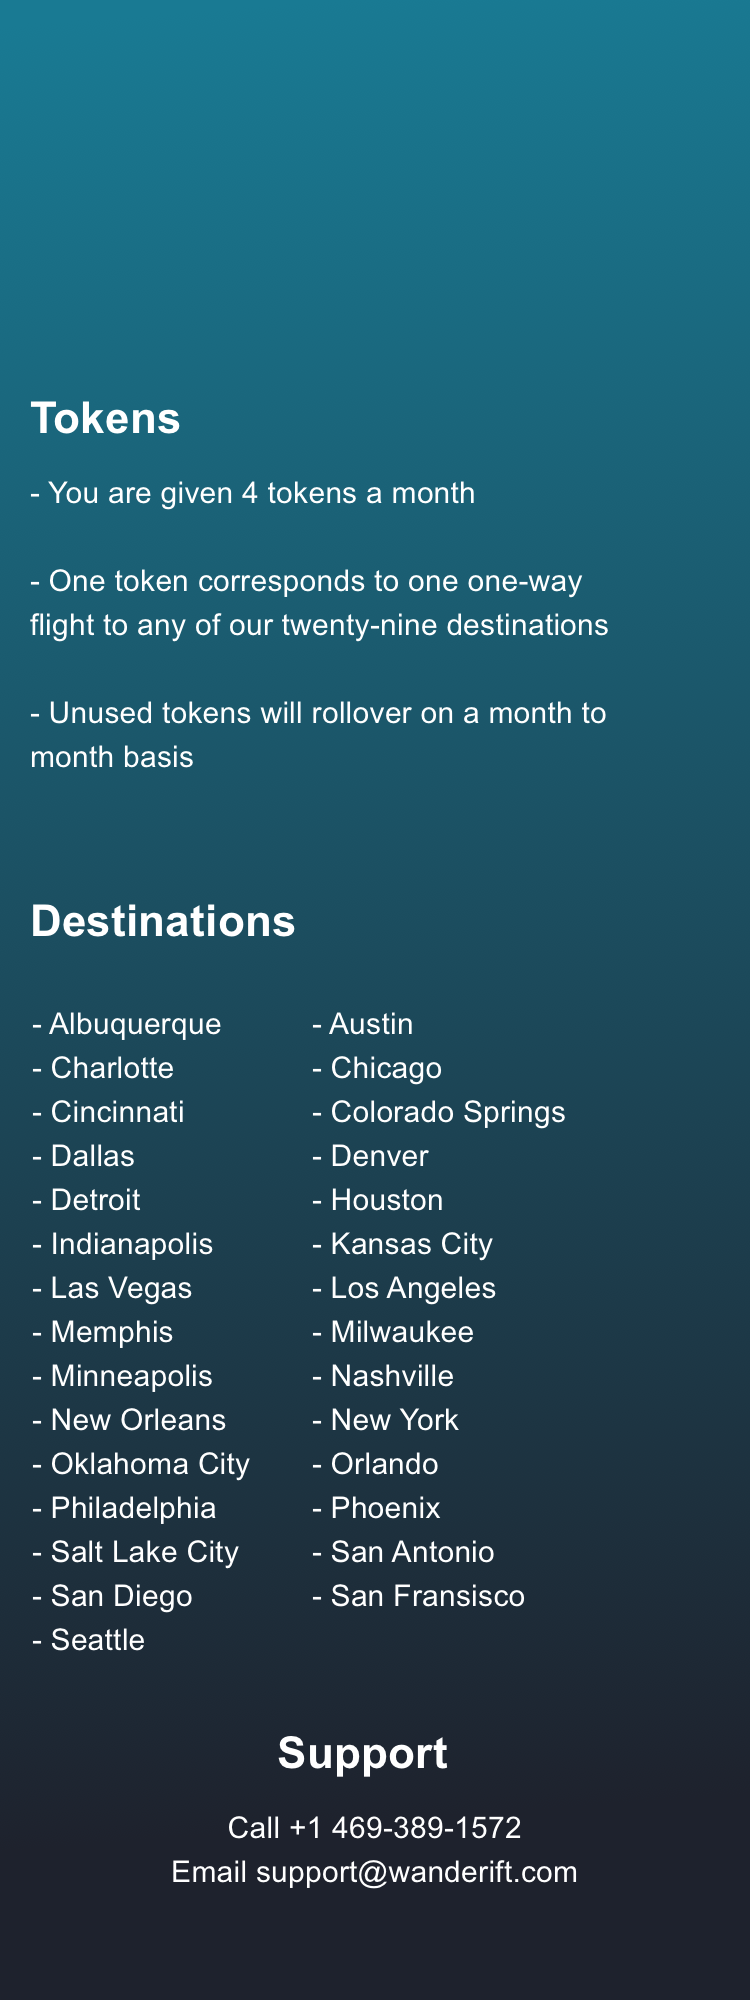 Tokens
- You are given 4 tokens a month
- One token corresponds to one one-way
flight to any of our twenty-nine destinations
- Unused tokens will rollover on a month to
month basis
Destinations
- Albuquerque
- Charlotte
- Cincinnati
- Dallas
- Detroit
- Indianapolis
- Las Vegas
- Memphis
- Minneapolis
- New Orleans
- Oklahoma City
- Philadelphia
- Salt Lake City
- San Diego
- Seattle
- Austin
- Chicago
- Colorado Springs
- Denver
- Houston
- Kansas City
- Los Angeles
- Milwaukee
- Nashville
- New York
- Orlando
- Phoenix
- San Antonio
- San Fransisco
Support
Call +1 469-389-1572
Email support@wanderift.com